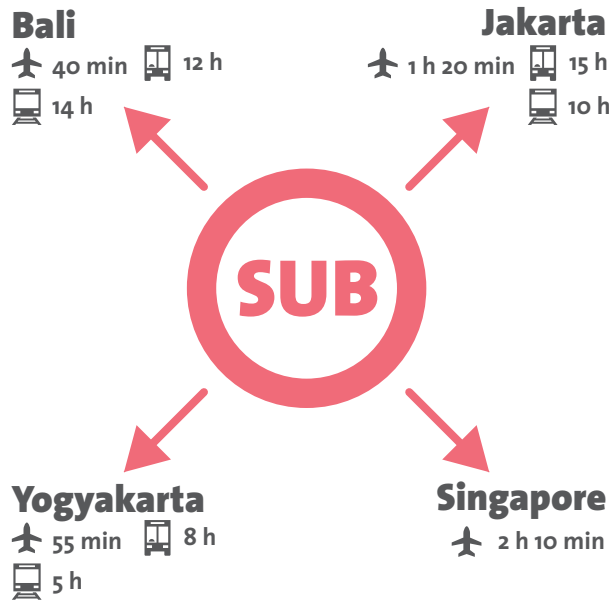 Bali
40 min 12 h
14 h
Jakarta
1 h 20 min 15 h
10 h
SUB
Yogyakarta
55 min 8 h
5 h
Singapore
2 h 10 min